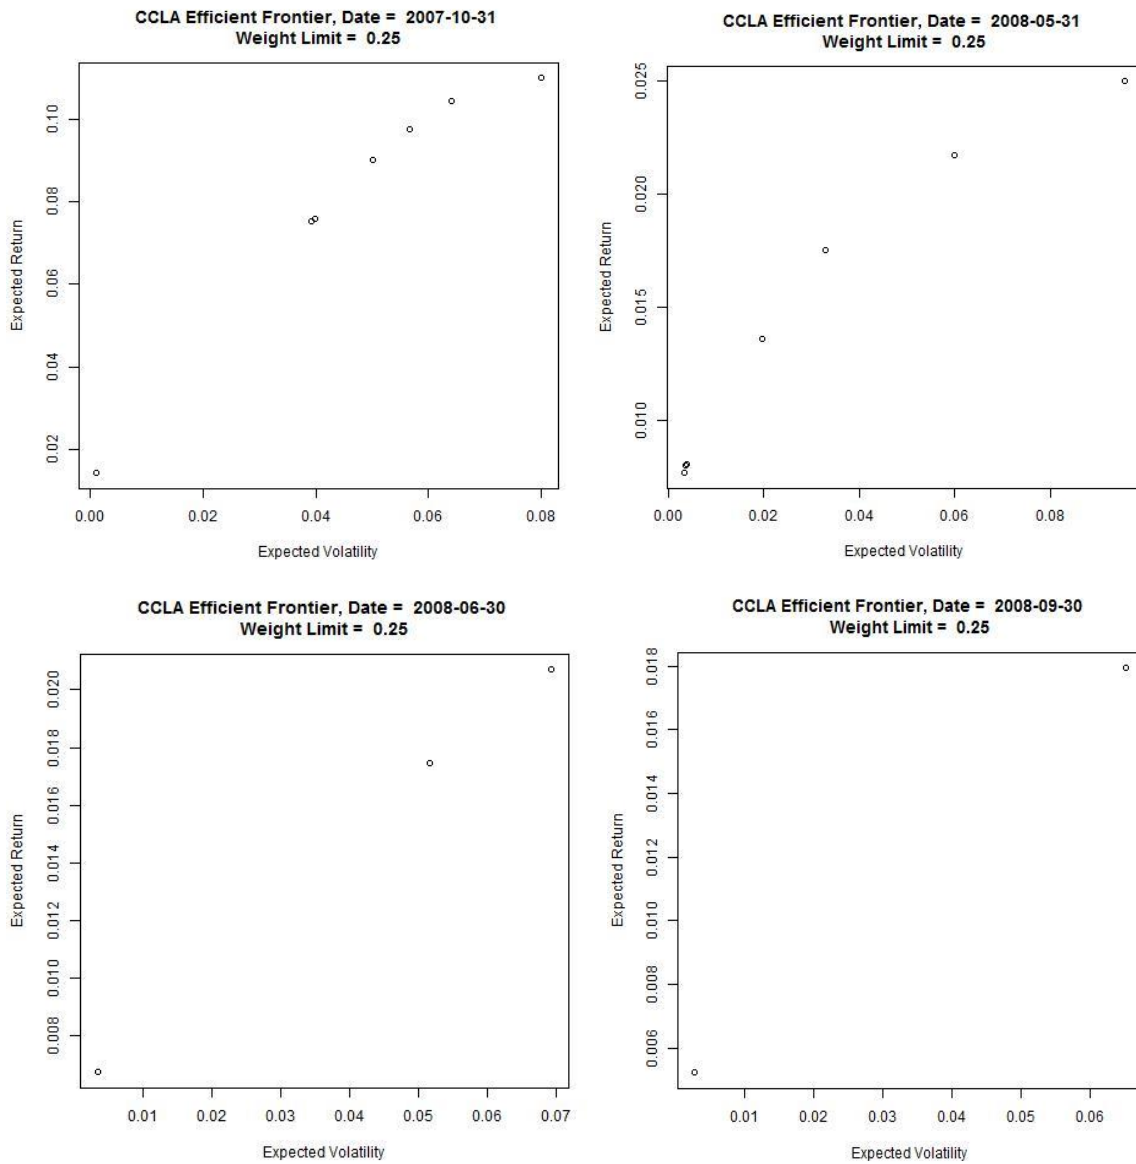 CCLA Efficient Frontier, Date =  2007-10-31
Weight Limit =  0.25
Expected Return
0.10
0.08
0.06
0.04
0.02
0.00 0.02 0.04 0.06 0.08
Expected Volatility
CCLA Efficient Frontier, Date =  2008-05-31
Weight Limit =  0.25
Expected Return
0.025
0.020
0.015
0.010
0.00 0.02 0.04 0.06 0.08
Expected Volatility
CCLA Efficient Frontier, Date =  2008-06-30
Weight Limit =  0.25
Expected Return
0.020
0.018
0.016
0.014
0.012
0.010
0.008
0.01 0.02 0.03 0.04 0.05 0.06 0.07
Expected Volatility
CCLA Efficient Frontier, Date =  2008-09-30
Weight Limit =  0.25
Expected Return
0.018
0.016
0.014
0.012
0.010
0.008
0.006
0.01 0.02 0.03 0.04 0.05 0.06
Expected Volatility